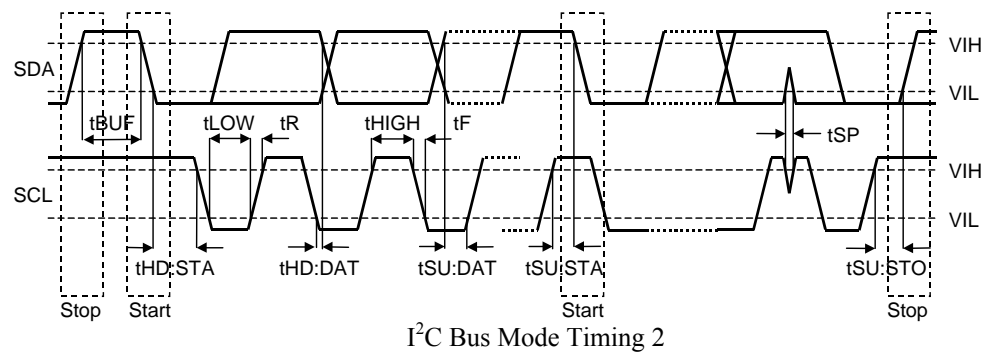 VIH
SDA
VIL
tBUF tLOW tR tHIGH tF
tSP
VIH
SCL
VIL
tHD:STA tHD:DAT tSU:DAT tSU:STA tSU:STO
Stop Start Start Stop
I²C Bus Mode Timing 2